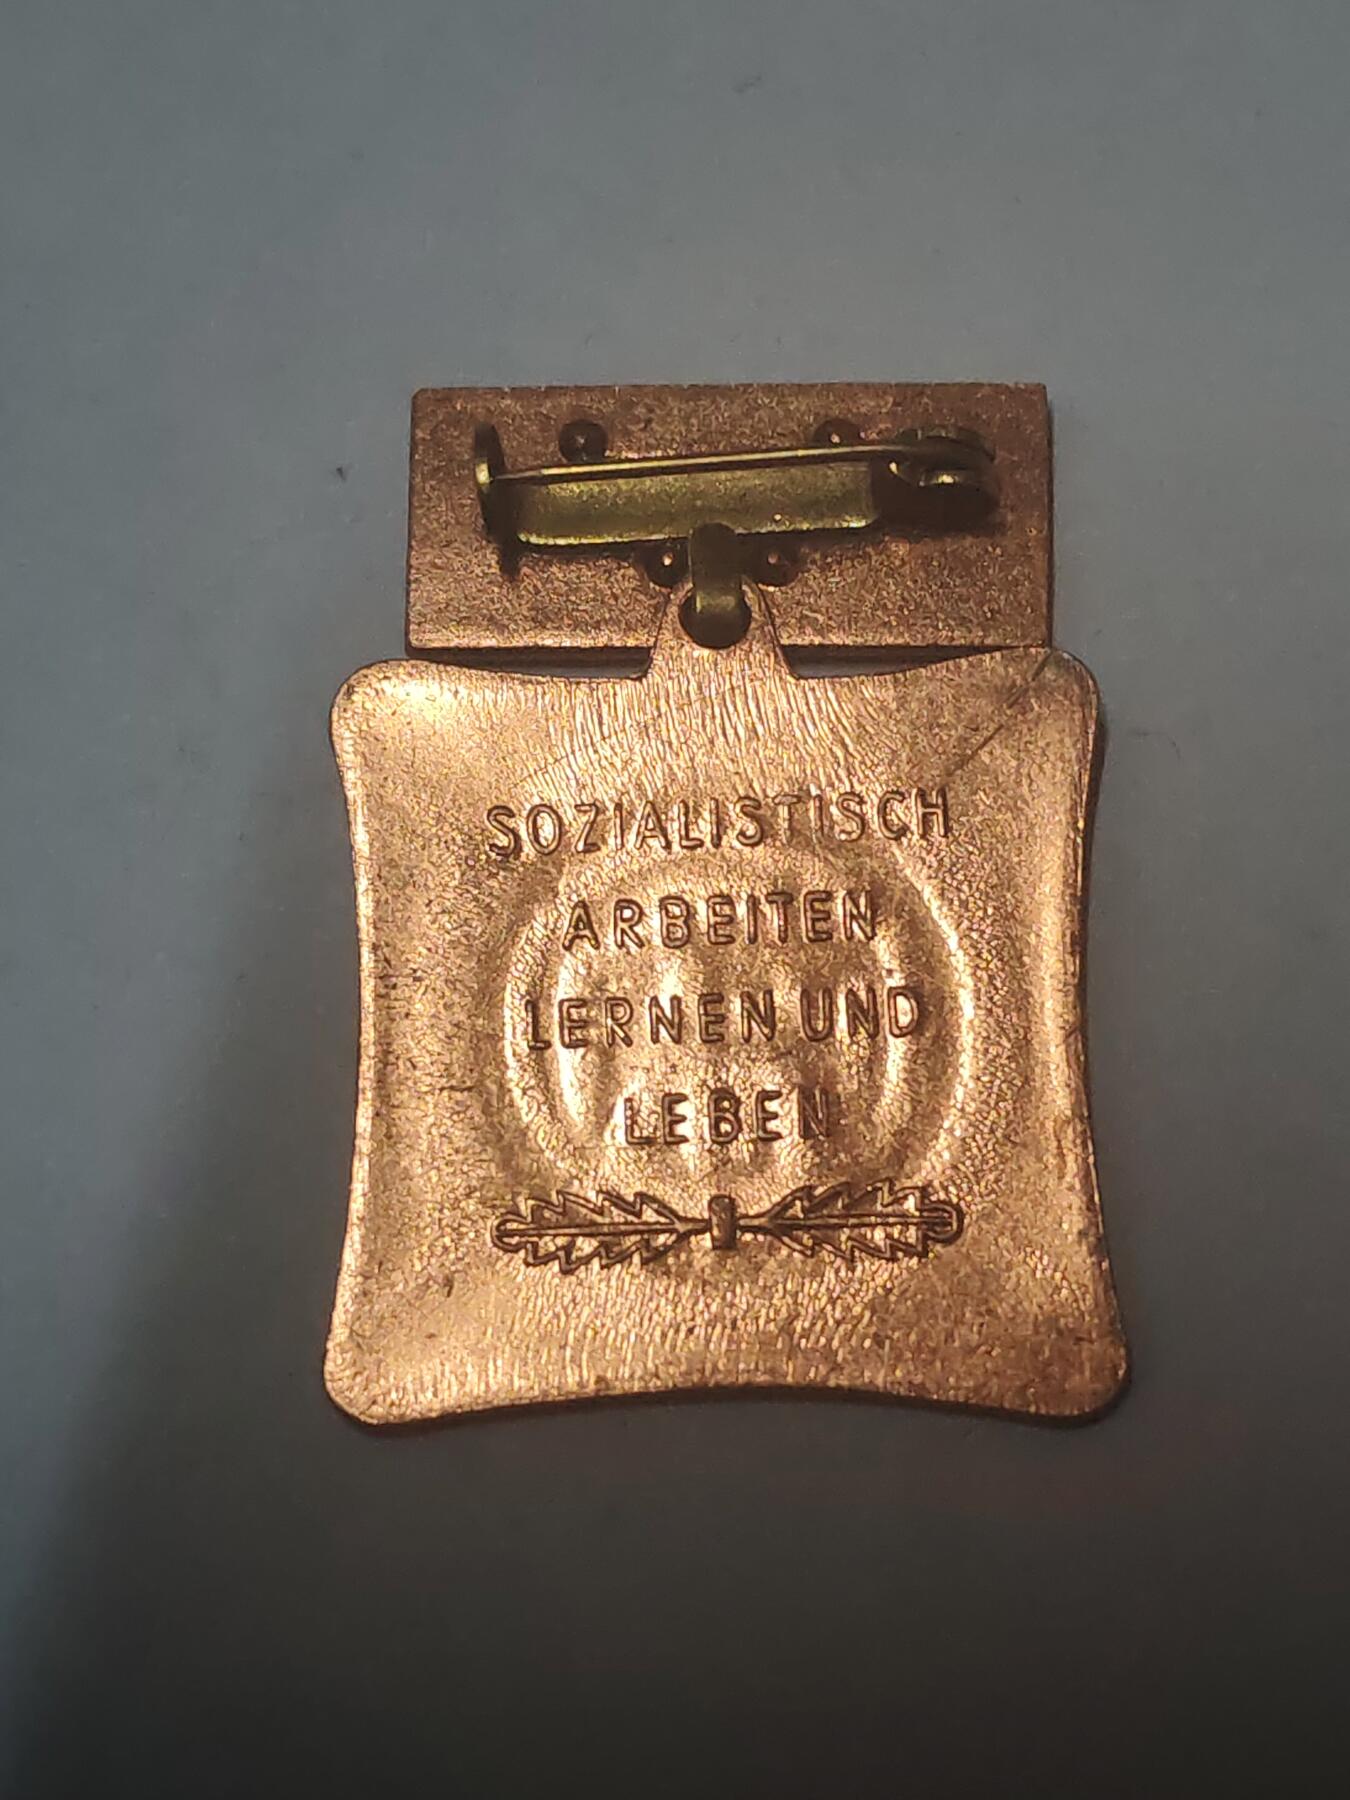 SOZIALISTISCH
ARBEITEN
LERNEN UND
LEBEN